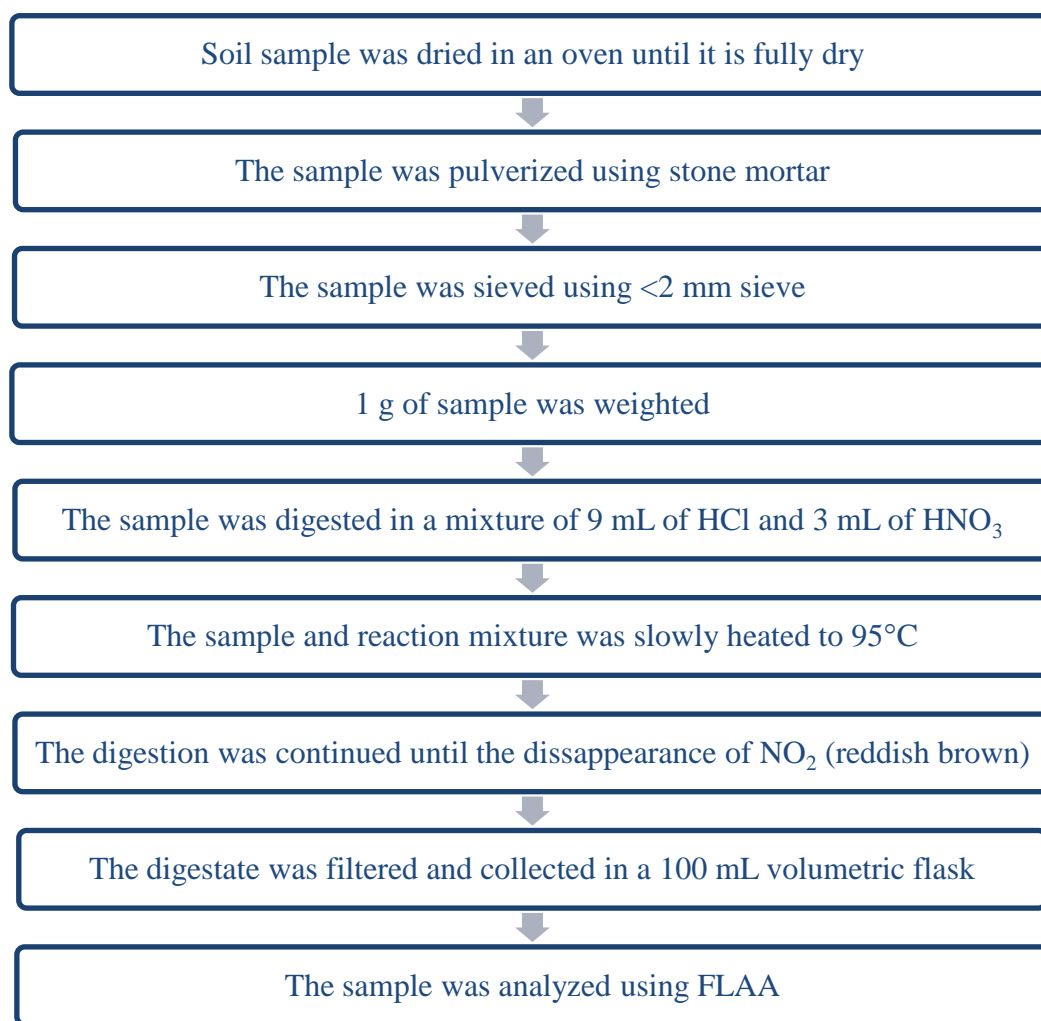 Soil sample was dried in an oven until it is fully dry
The sample was pulverized using stone mortar
The sample was sieved using <2 mm sieve
1 g of sample was weighted
The sample was digested in a mixture of 9 mL of HCl and 3 mL of HNO₃
The sample and reaction mixture was slowly heated to 95°C
The digestion was continued until the dissappearance of NO₂ (reddish brown)
The digestate was filtered and collected in a 100 mL volumetric flask
The sample was analyzed using FLAA